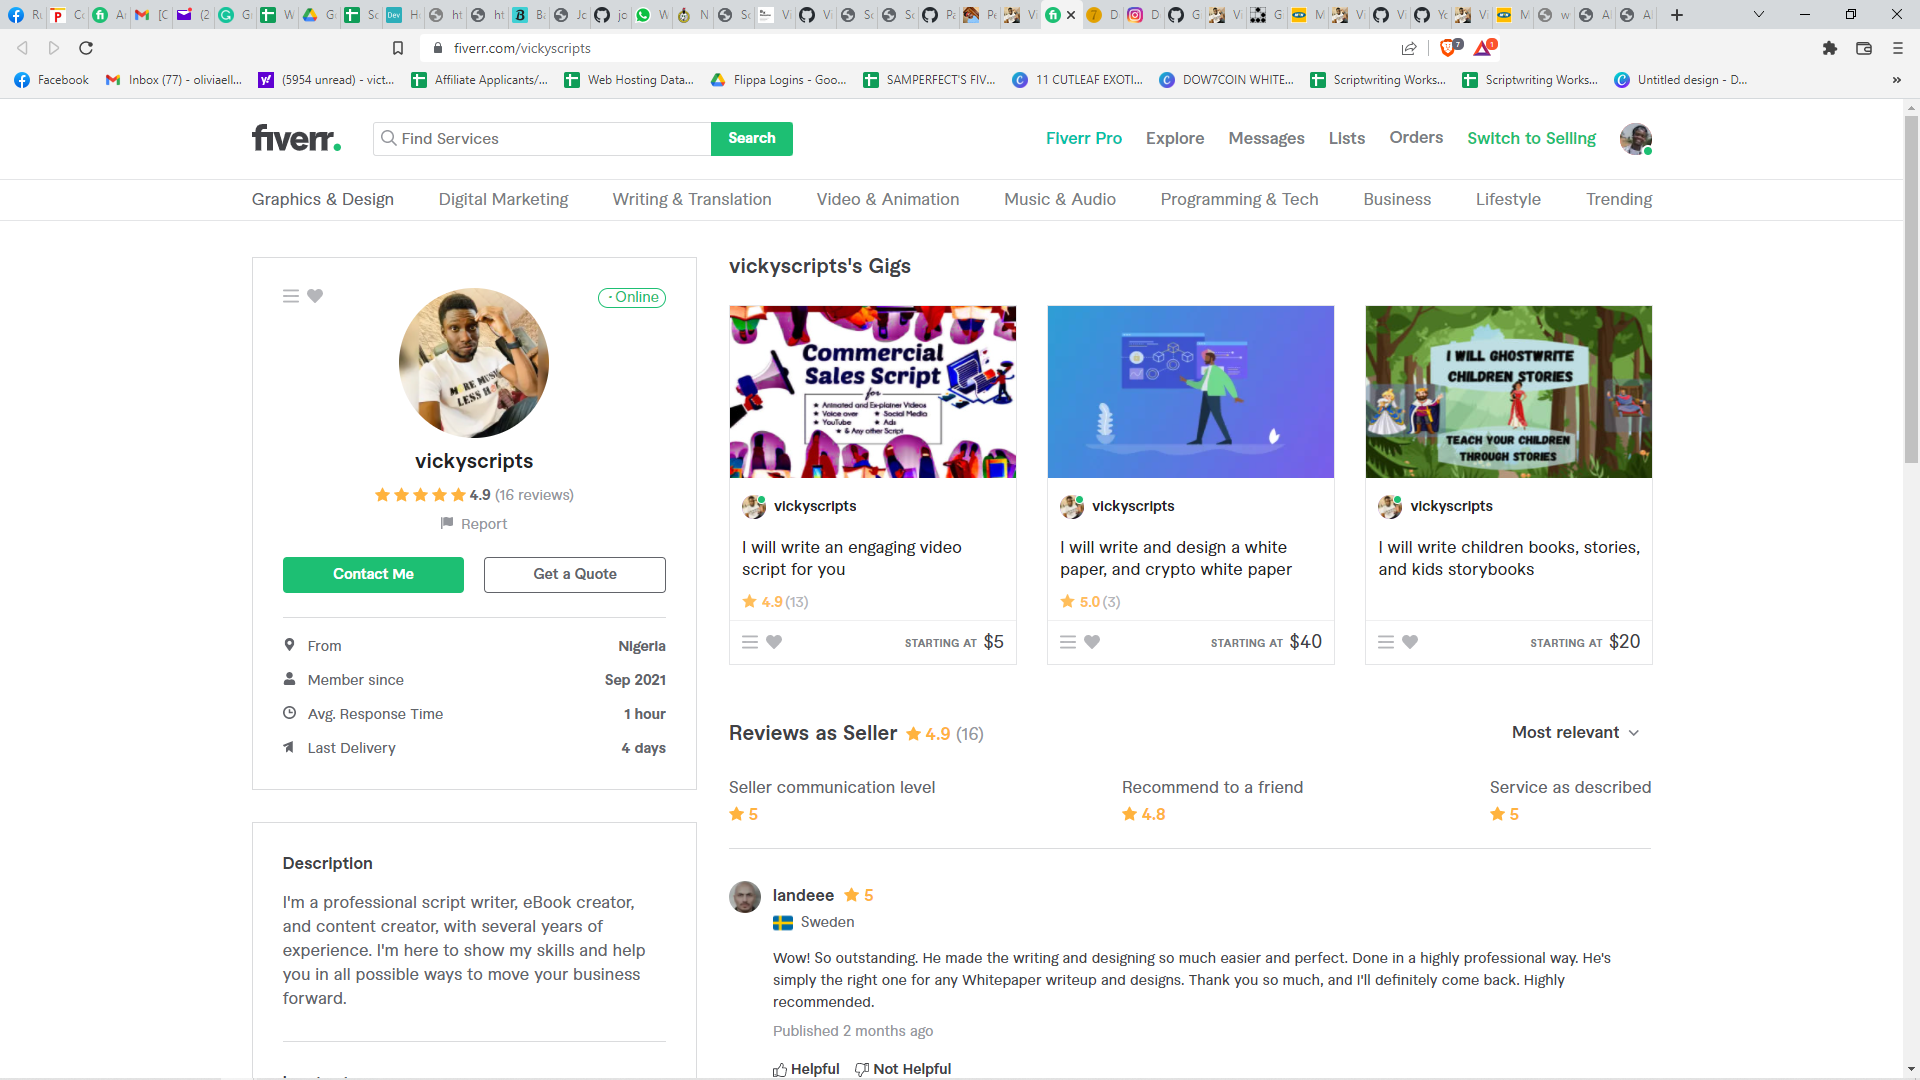 fiverr.com/vickyscripts
7
1
Facebook
Inbox (77) - oliviaell...
(5954 unread) - vict...
Affiliate Applicants/...
Web Hosting Data...
Flippa Logins - Goo...
SAMPERFECT'S FIV...
11 CUTLEAF EXOTI...
DOW7COIN WHITE...
Scriptwriting Works...
Scriptwriting Works...
Untitled design - D...
fiverr.
Find Services
Search
Fiverr Pro
Explore
Messages
Lists
Orders
Switch to Selling
Graphics & Design
Digital Marketing
Writing & Translation
Video & Animation
Music & Audio
Programming & Tech
Business
Lifestyle
Trending
Online
MORE MUSIC
LESS
vickyscripts
4.9 (16 reviews)
Report
Contact Me
Get a Quote
From Nigeria
Member since Sep 2021
Avg. Response Time 1 hour
Last Delivery 4 days
Description
I'm a professional script writer, eBook creator,
and content creator, with several years of
experience. I'm here to show my skills and help
you in all possible ways to move your business
forward.
vickyscripts's Gigs
Commercial
Sales Script
for
★ Animated and Explainer Videos
★ Voice over ★ Social Media
★ YouTube ★ Ads
★ & Any other Script
vickyscripts
I will write an engaging video
script for you
4.9 (13)
STARTING AT $5
vickyscripts
I will write and design a white
paper, and crypto white paper
5.0 (3)
STARTING AT $40
I WILL GHOSTWRITE
CHILDREN STORIES
TEACH YOUR CHILDREN
THROUGH STORIES
vickyscripts
I will write children books, stories,
and kids storybooks
STARTING AT $20
Reviews as Seller 4.9 (16)
Most relevant
Seller communication level
5
Recommend to a friend
4.8
Service as described
5
landeee 5
Sweden
Wow! So outstanding. He made the writing and designing so much easier and perfect. Done in a highly professional way. He's
simply the right one for any Whitepaper writeup and designs. Thank you so much, and I'll definitely come back. Highly
recommended.
Published 2 months ago
Helpful
Not Helpful